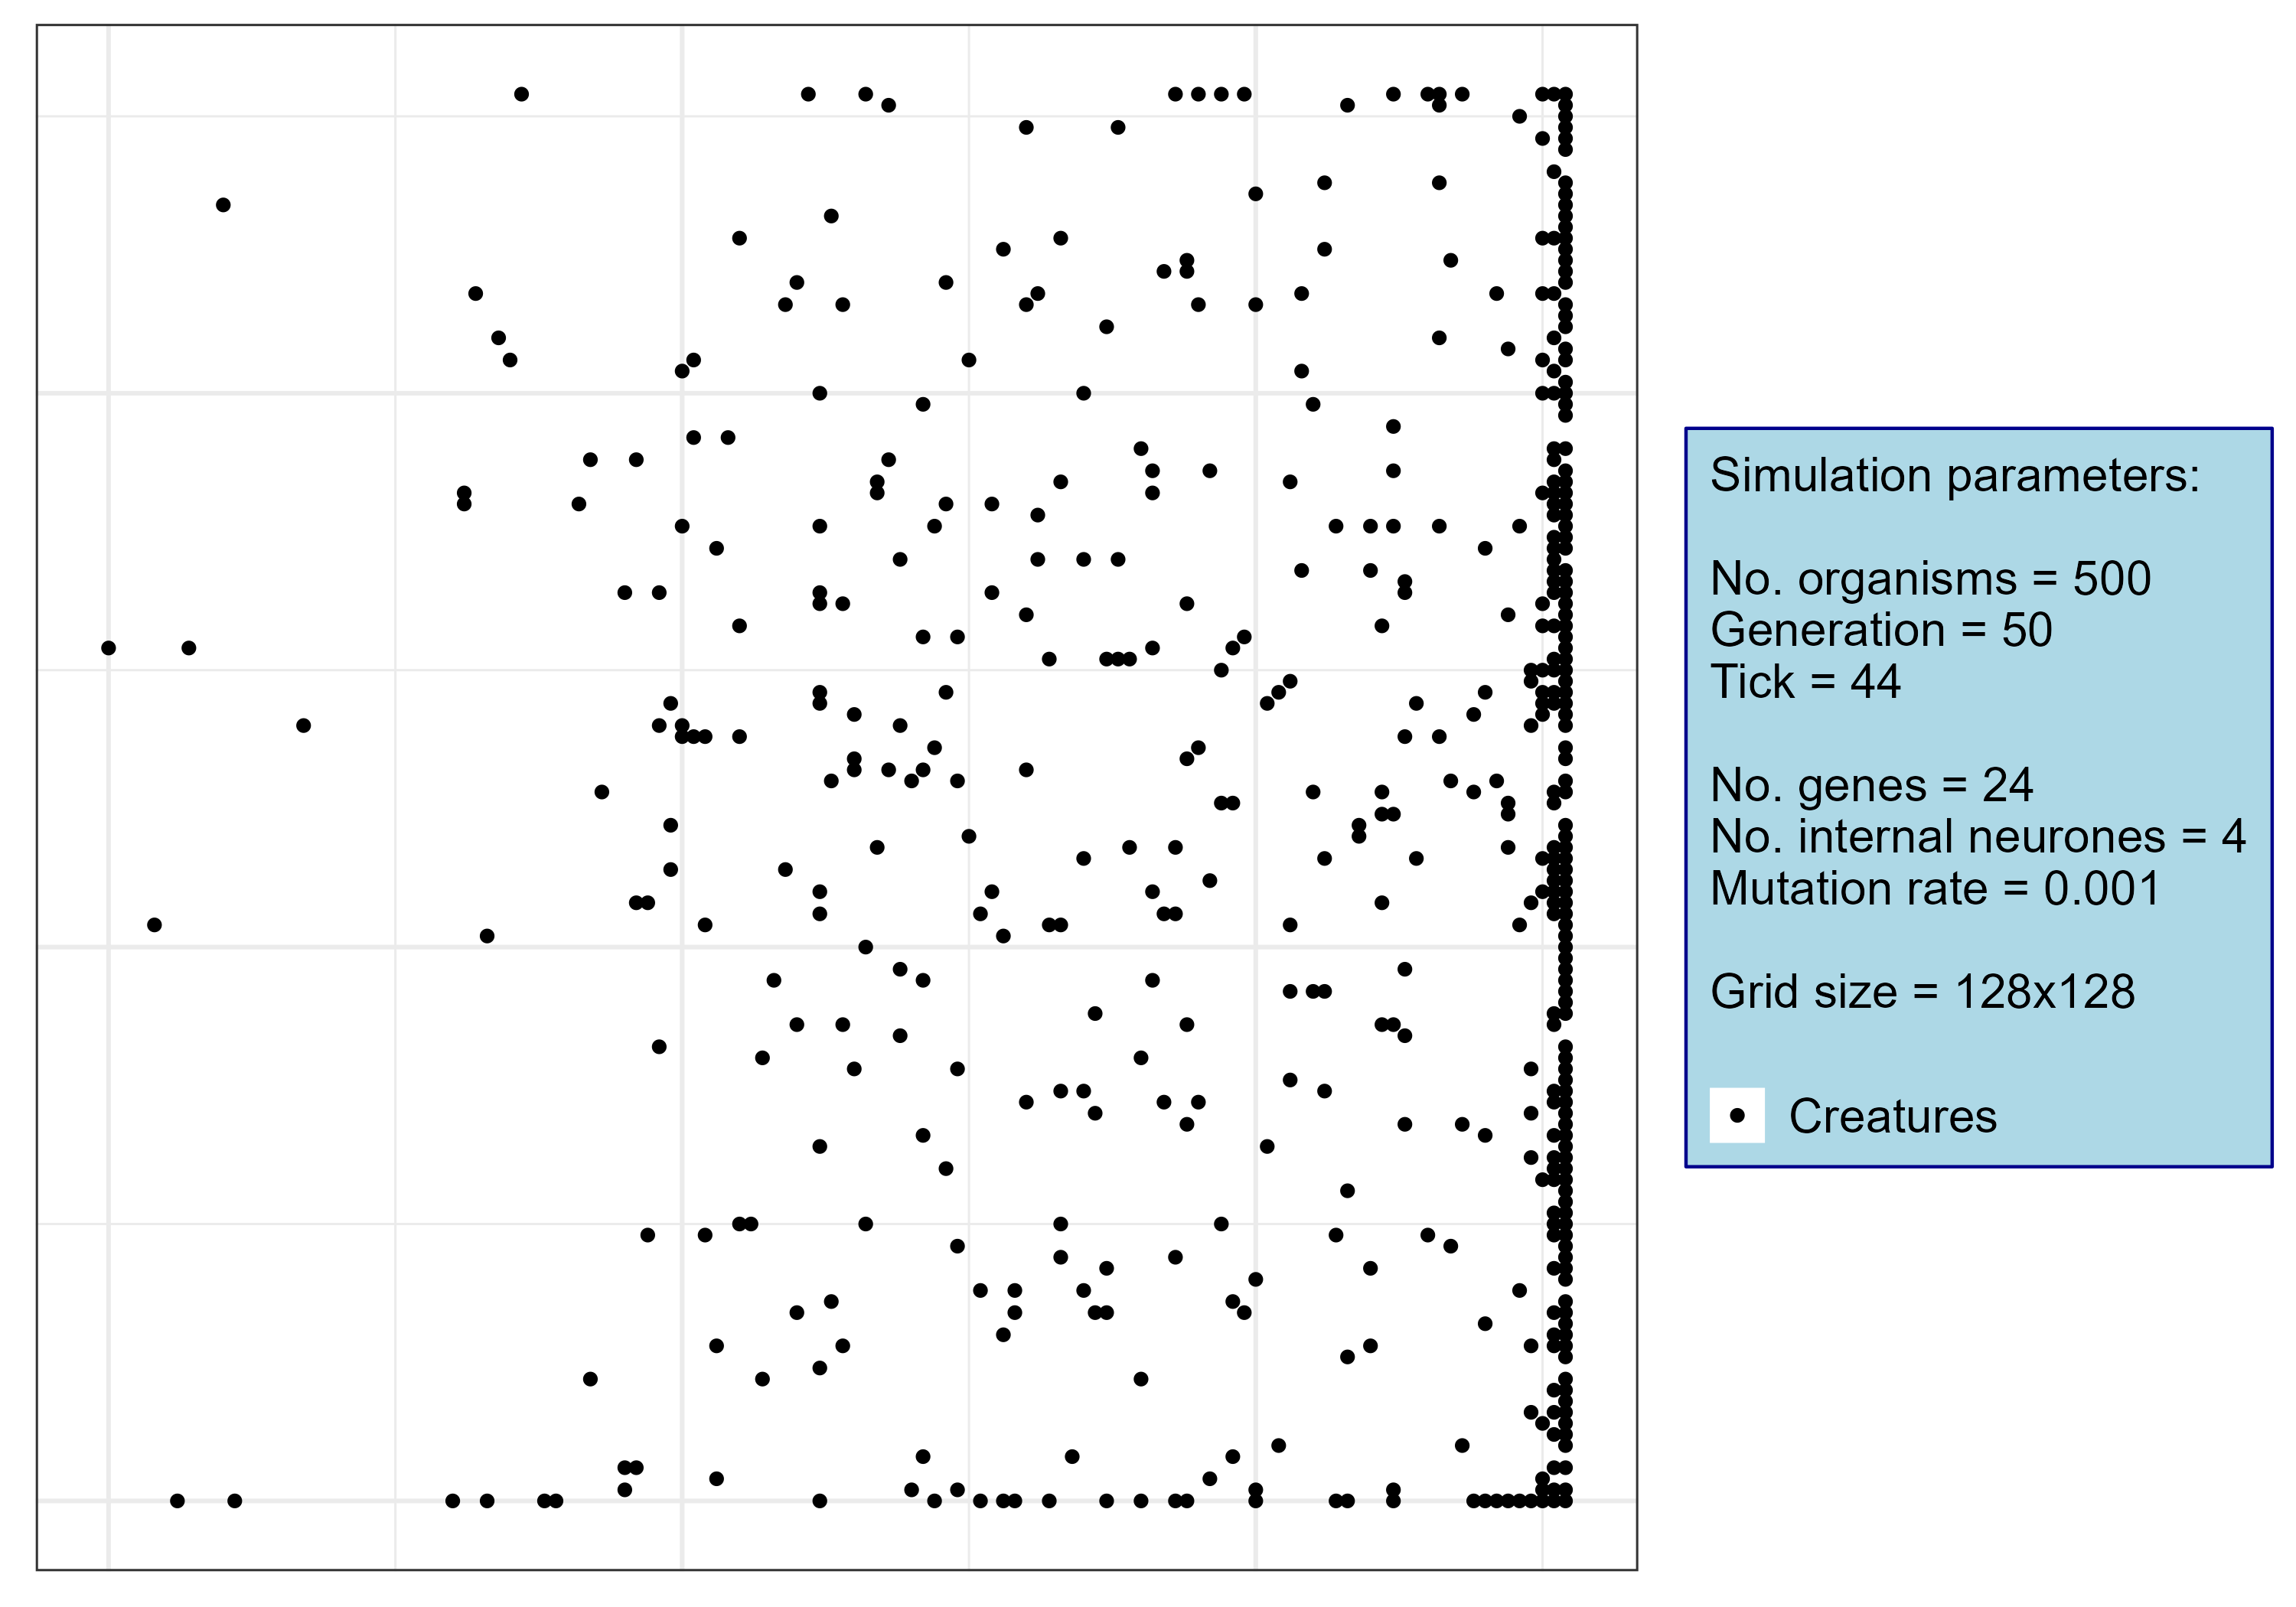 Simulation parameters:
No. organisms = 500
Generation = 50
Tick = 44
No. genes = 24
No. internal neurones = 4
Mutation rate = 0.001
Grid size = 128x128
Creatures